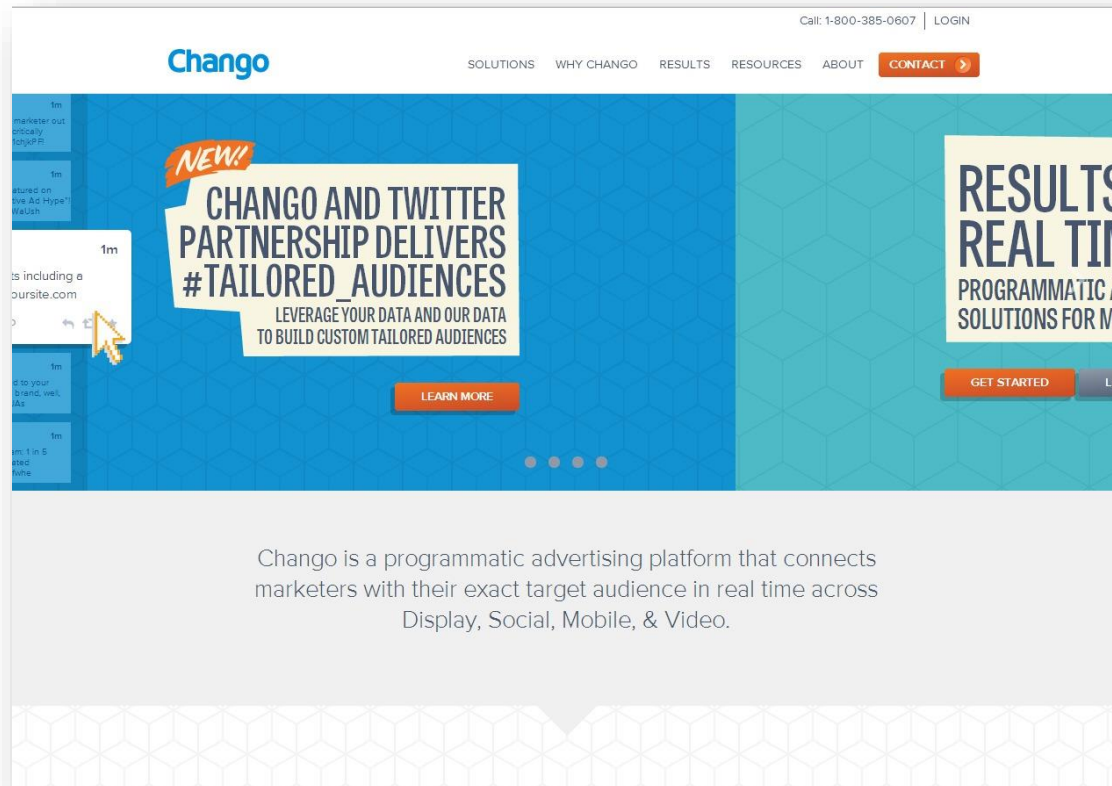 Call: 1-800-385-0607 | LOGIN
Chango
SOLUTIONS WHY CHANGO RESULTS RESOURCES ABOUT CONTACT
1m
marketer out
critically
1m
atured on
tive Ad Hype"!
WaUsh
1m
ts including a
oursite.com
1m
d to your
brand, well,
1m
am: 1 in 5
ated
NEW!
CHANGO AND TWITTER
PARTNERSHIP DELIVERS
#TAILORED_AUDIENCES
LEVERAGE YOUR DATA AND OUR DATA
TO BUILD CUSTOM TAILORED AUDIENCES
LEARN MORE
RESULTS
REAL TIM
PROGRAMMATIC A
SOLUTIONS FOR M
GET STARTED L
Chango is a programmatic advertising platform that connects
marketers with their exact target audience in real time across
Display, Social, Mobile, & Video.